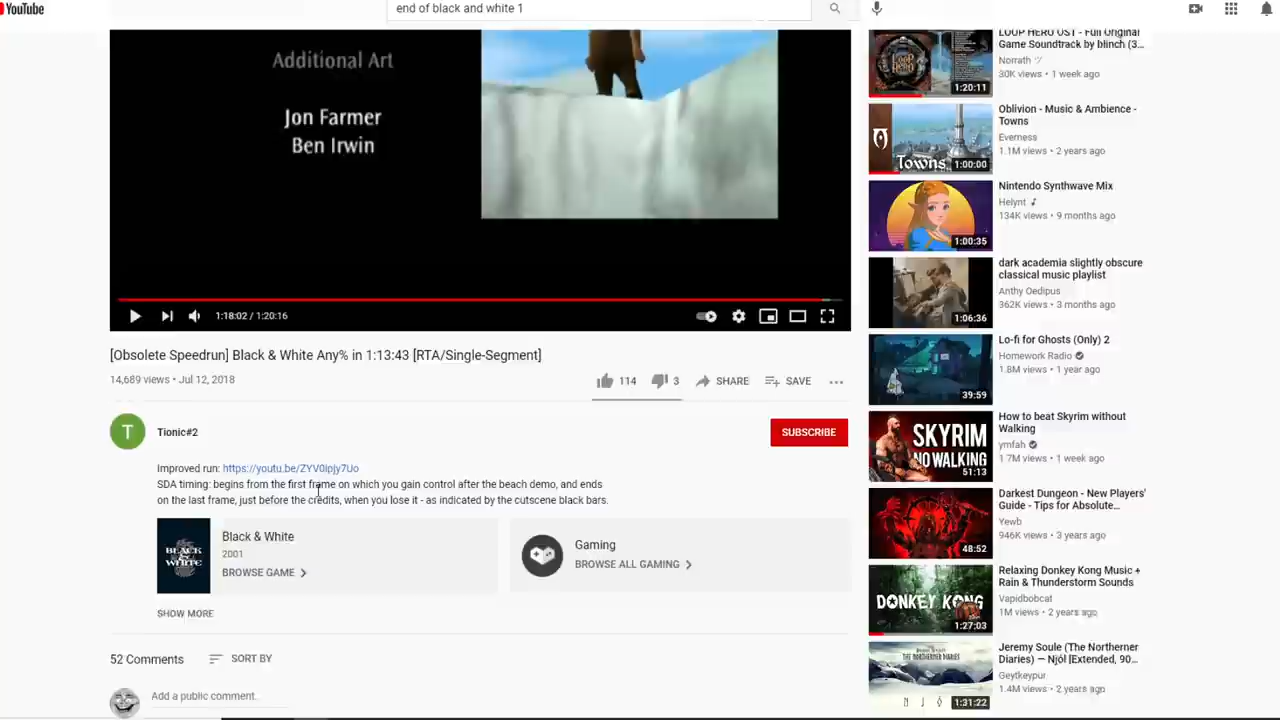 YouTube
end of black and white 1
Additional Art
Jon Farmer
Ben Irwin
1:18:02 / 1:20:16
[Obsolete Speedrun] Black & White Any% in 1:13:43 [RTA/Single-Segment]
14,689 views • Jul 12, 2018
114
3
SHARE
SAVE
T
Tionic#2
SUBSCRIBE
Improved run: https://youtu.be/ZYV0lpjy7Uo
SDA timing: begins from the first frame on which you gain control after the beach demo, and ends
on the last frame, just before the credits, when you lose it - as indicated by the cutscene black bars.
BLACK & WHITE
Black & White
2001
BROWSE GAME
Gaming
BROWSE ALL GAMING
SHOW MORE
52 Comments
SORT BY
Add a public comment.
LOOP HERO
1:20:11
LOOP HERO OST - Full Original
Game Soundtrack by blinch (3...
Norrath ツ
30K views • 1 week ago
Towns
1:00:00
Oblivion - Music & Ambience -
Towns
Everness
1.1M views • 2 years ago
1:00:35
Nintendo Synthwave Mix
Helynt
134K views • 9 months ago
1:06:36
dark academia slightly obscure
classical music playlist
Anthy Oedipus
362K views • 3 months ago
39:59
Lo-fi for Ghosts (Only) 2
Homework Radio
1.8M views • 1 year ago
SKYRIM
NO WALKING
51:13
How to beat Skyrim without
Walking
ymfah
1.7M views • 1 week ago
48:52
Darkest Dungeon - New Players'
Guide - Tips for Absolute...
Yewb
946K views • 3 years ago
DONKEY KONG
1:27:03
Relaxing Donkey Kong Music +
Rain & Thunderstorm Sounds
Vapidbobcat
1M views • 2 years ago
THE NORTHERNER DIARIES
N J Ó L
1:31:22
Jeremy Soule (The Northerner
Diaries) — Njól [Extended, 90...
Geytkeypur
1.4M views • 2 years ago